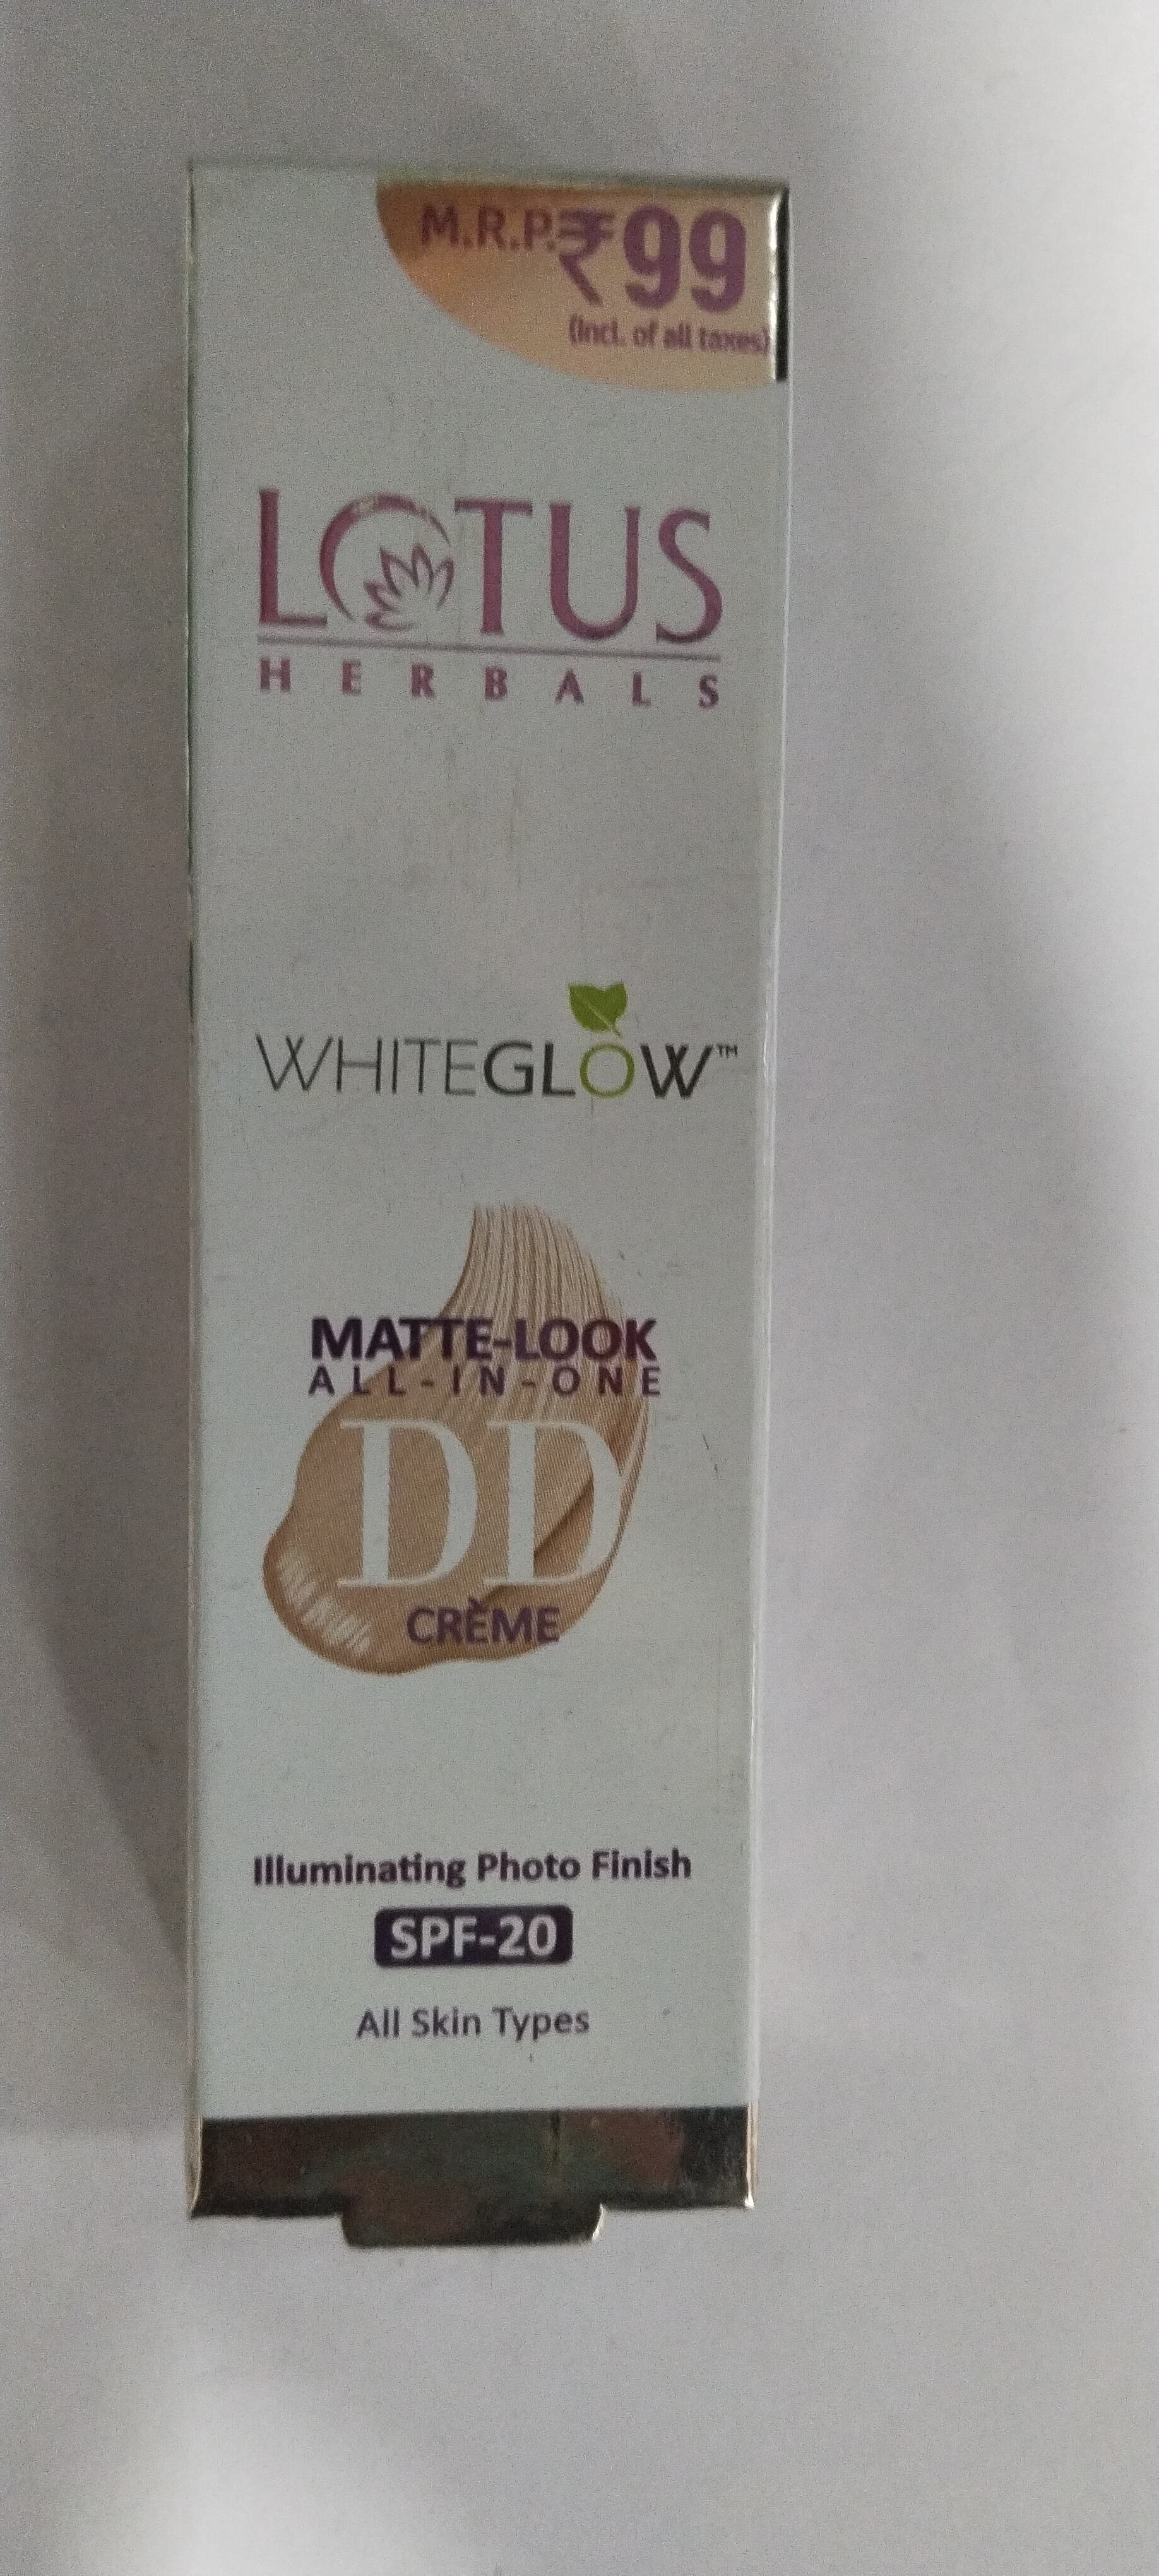 M.R.P.₹99
(Incl. of all taxes)
LOTUS
HERBALS
WHITEGLOW™
MATTE-LOOK
ALL-IN-ONE
DD
CRÈME
Illuminating Photo Finish
SPF-20
All Skin Types